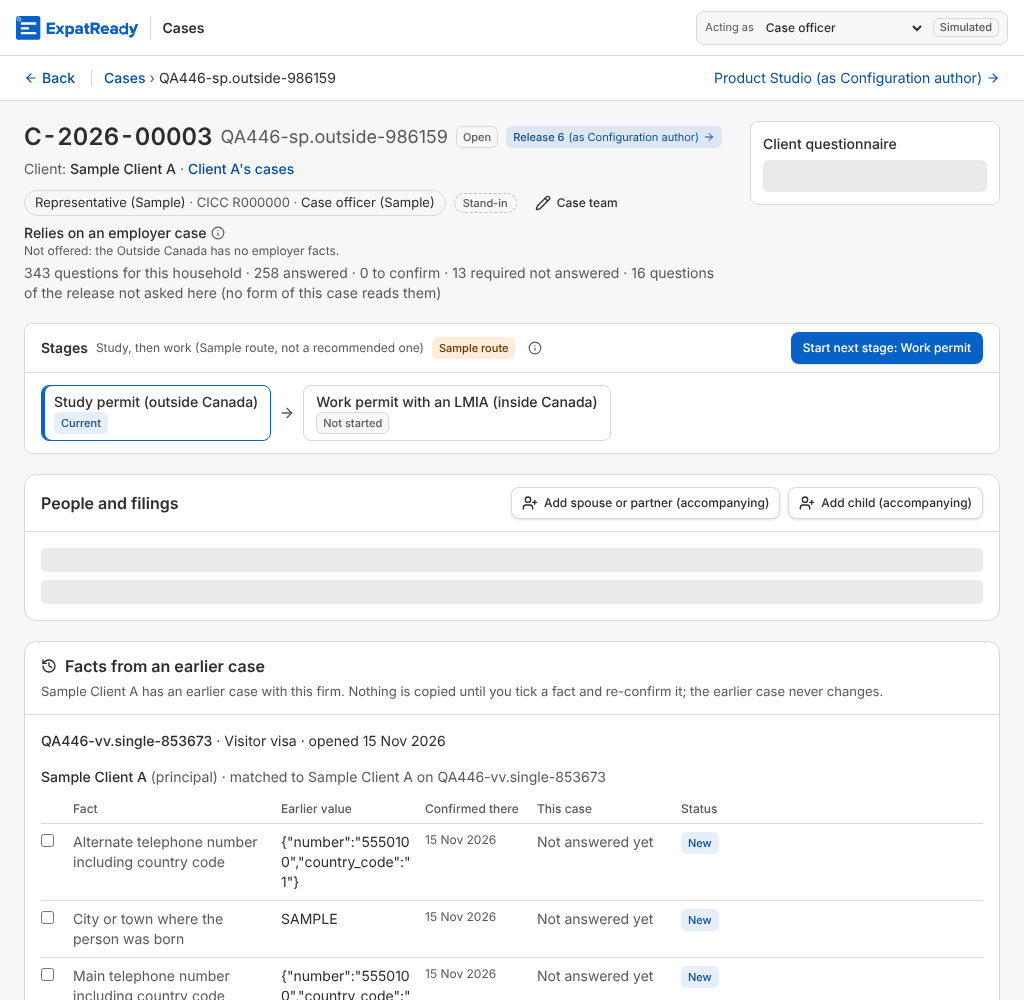 ExpatReady
Cases
Acting as Case officer Simulated
← Back
Cases › QA446-sp.outside-986159
Product Studio (as Configuration author) →
C-2026-00003 QA446-sp.outside-986159 Open Release 6 (as Configuration author) →
Client: Sample Client A · Client A's cases
Representative (Sample) · CICC R000000 · Case officer (Sample) Stand-in Case team
Relies on an employer case
Not offered: the Outside Canada has no employer facts.
343 questions for this household · 258 answered · 0 to confirm · 13 required not answered · 16 questions
of the release not asked here (no form of this case reads them)
Client questionnaire
Stages Study, then work (Sample route, not a recommended one) Sample route
Start next stage: Work permit
Study permit (outside Canada)
Current
→
Work permit with an LMIA (inside Canada)
Not started
People and filings
Add spouse or partner (accompanying)
Add child (accompanying)
Facts from an earlier case
Sample Client A has an earlier case with this firm. Nothing is copied until you tick a fact and re-confirm it; the earlier case never changes.
QA446-vv.single-853673 · Visitor visa · opened 15 Nov 2026
Sample Client A (principal) · matched to Sample Client A on QA446-vv.single-853673
Fact Earlier value Confirmed there This case Status
Alternate telephone number {"number":"555010 15 Nov 2026 Not answered yet New
including country code 0","country_code":"
1"}
City or town where the SAMPLE 15 Nov 2026 Not answered yet New
person was born
Main telephone number {"number":"555010 15 Nov 2026 Not answered yet New
including country code 0","country_code":"